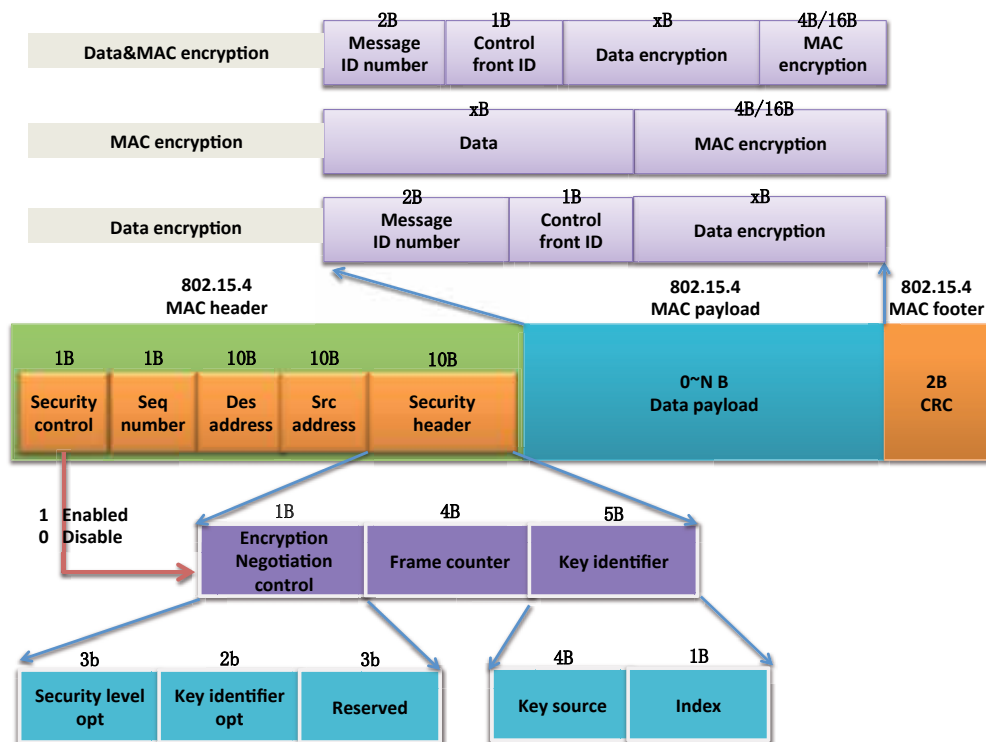 2B 1B xB 4B/16B
Data&MAC encryption
Message ID number
Control front ID
Data encryption
MAC encryption
xB 4B/16B
MAC encryption
Data
MAC encryption
2B 1B xB
Data encryption
Message ID number
Control front ID
Data encryption
802.15.4 MAC header
802.15.4 MAC payload
802.15.4 MAC footer
1B 1B 10B 10B 10B
Security control
Seq number
Des address
Src address
Security header
0~N B Data payload
2B CRC
1 Enabled
0 Disable
1B 4B 5B
Encryption Negotiation control
Frame counter
Key identifier
3b 2b 3b 4B 1B
Security level opt
Key identifier opt
Reserved
Key source
Index